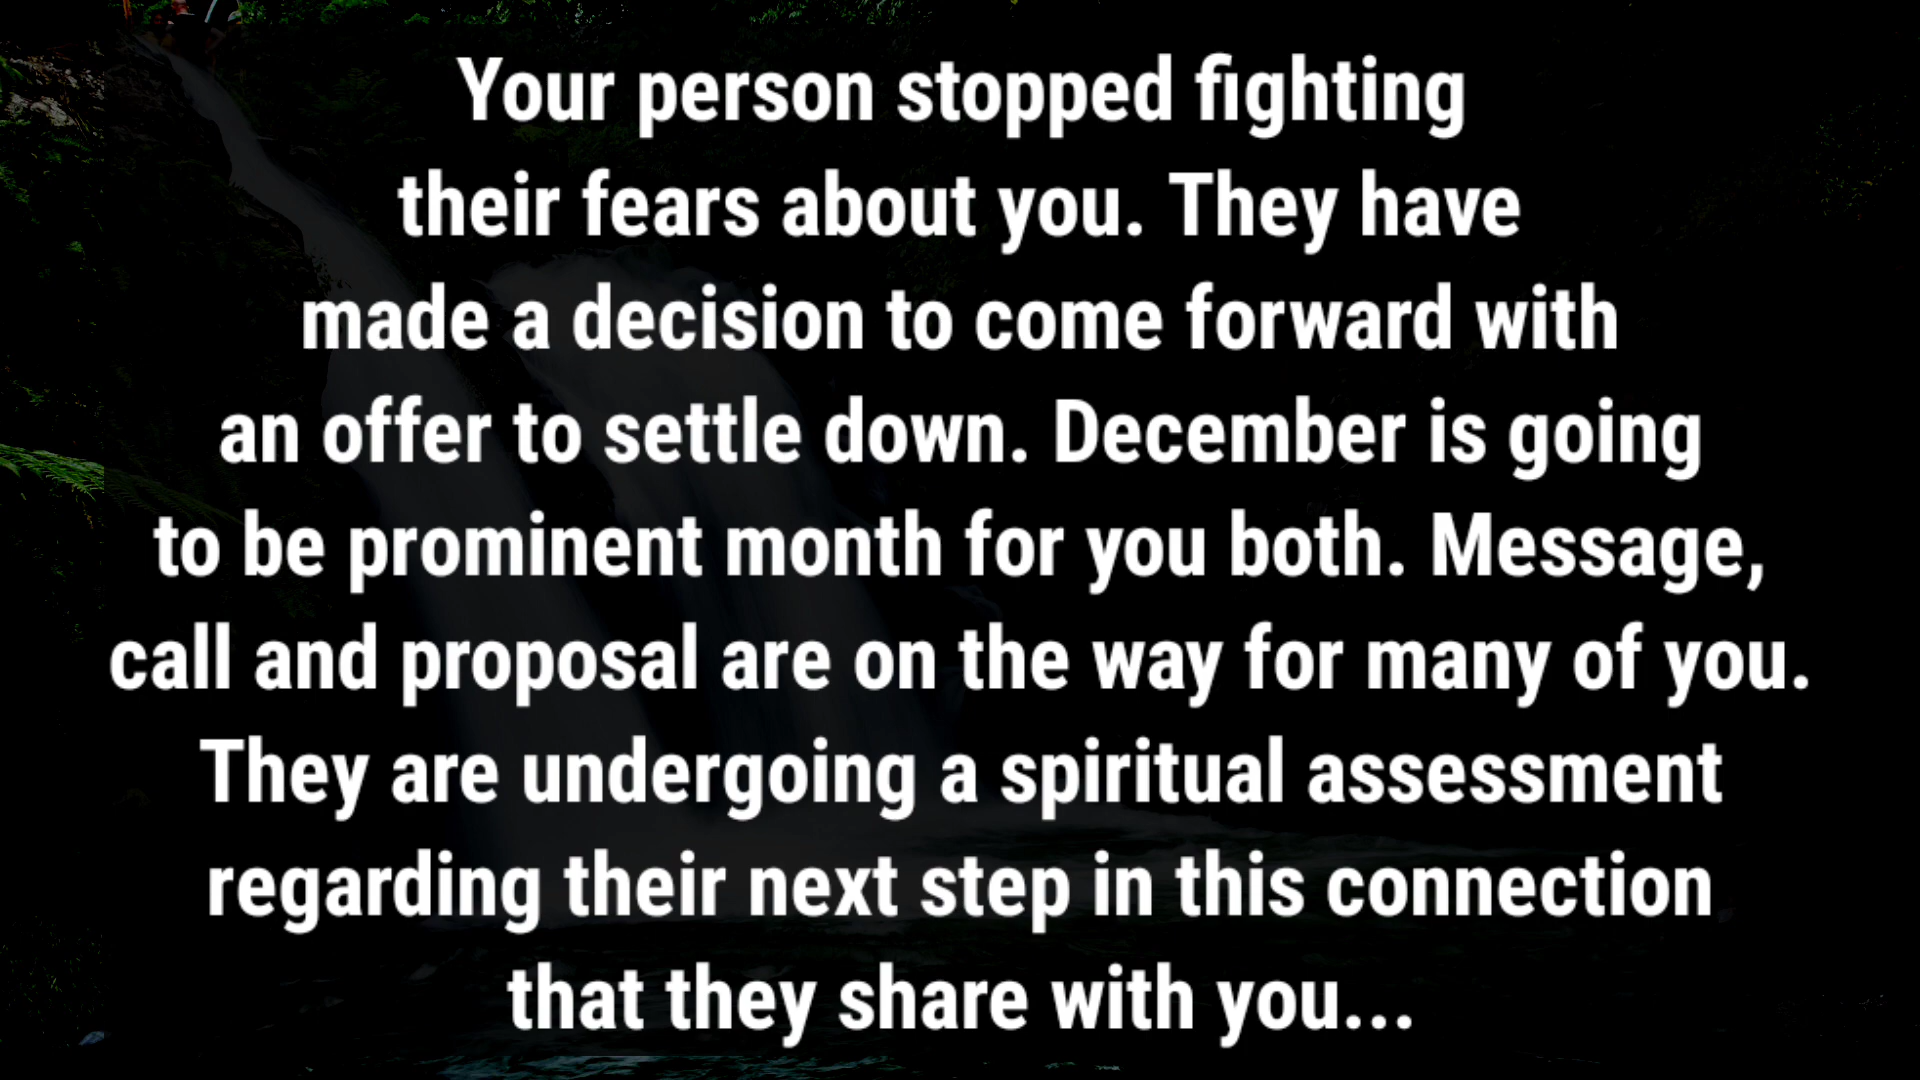 Your person stopped fighting
their fears about you. They have
made a decision to come forward with
an offer to settle down. December is going
to be prominent month for you both. Message,
call and proposal are on the way for many of you.
They are undergoing a spiritual assessment
regarding their next step in this connection
that they share with you...